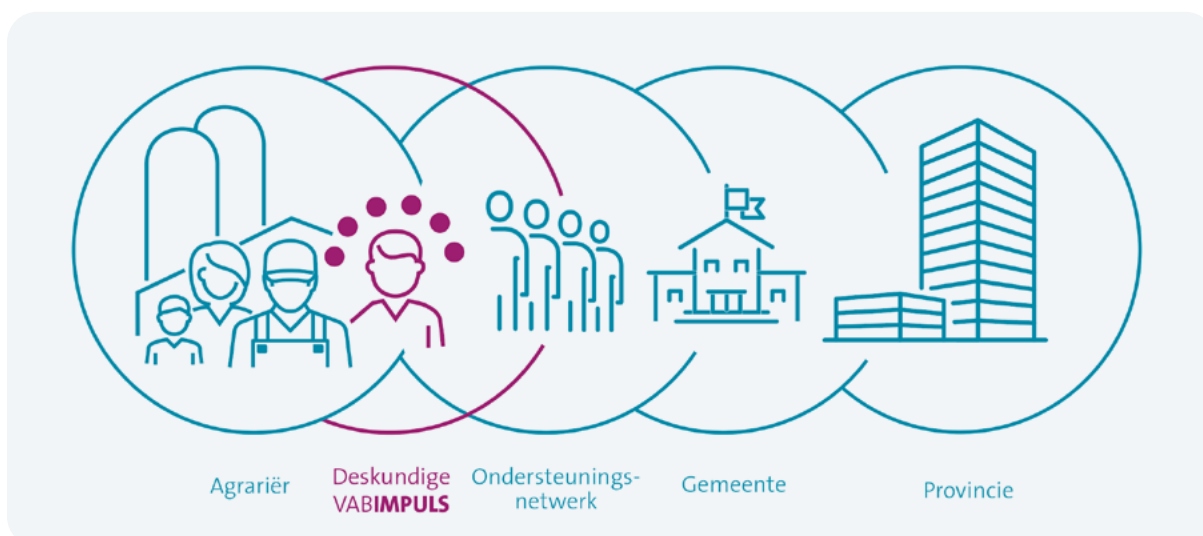 Agrariër
Deskundige
VABIMPULS
Ondersteunings-
netwerk
Gemeente
Provincie